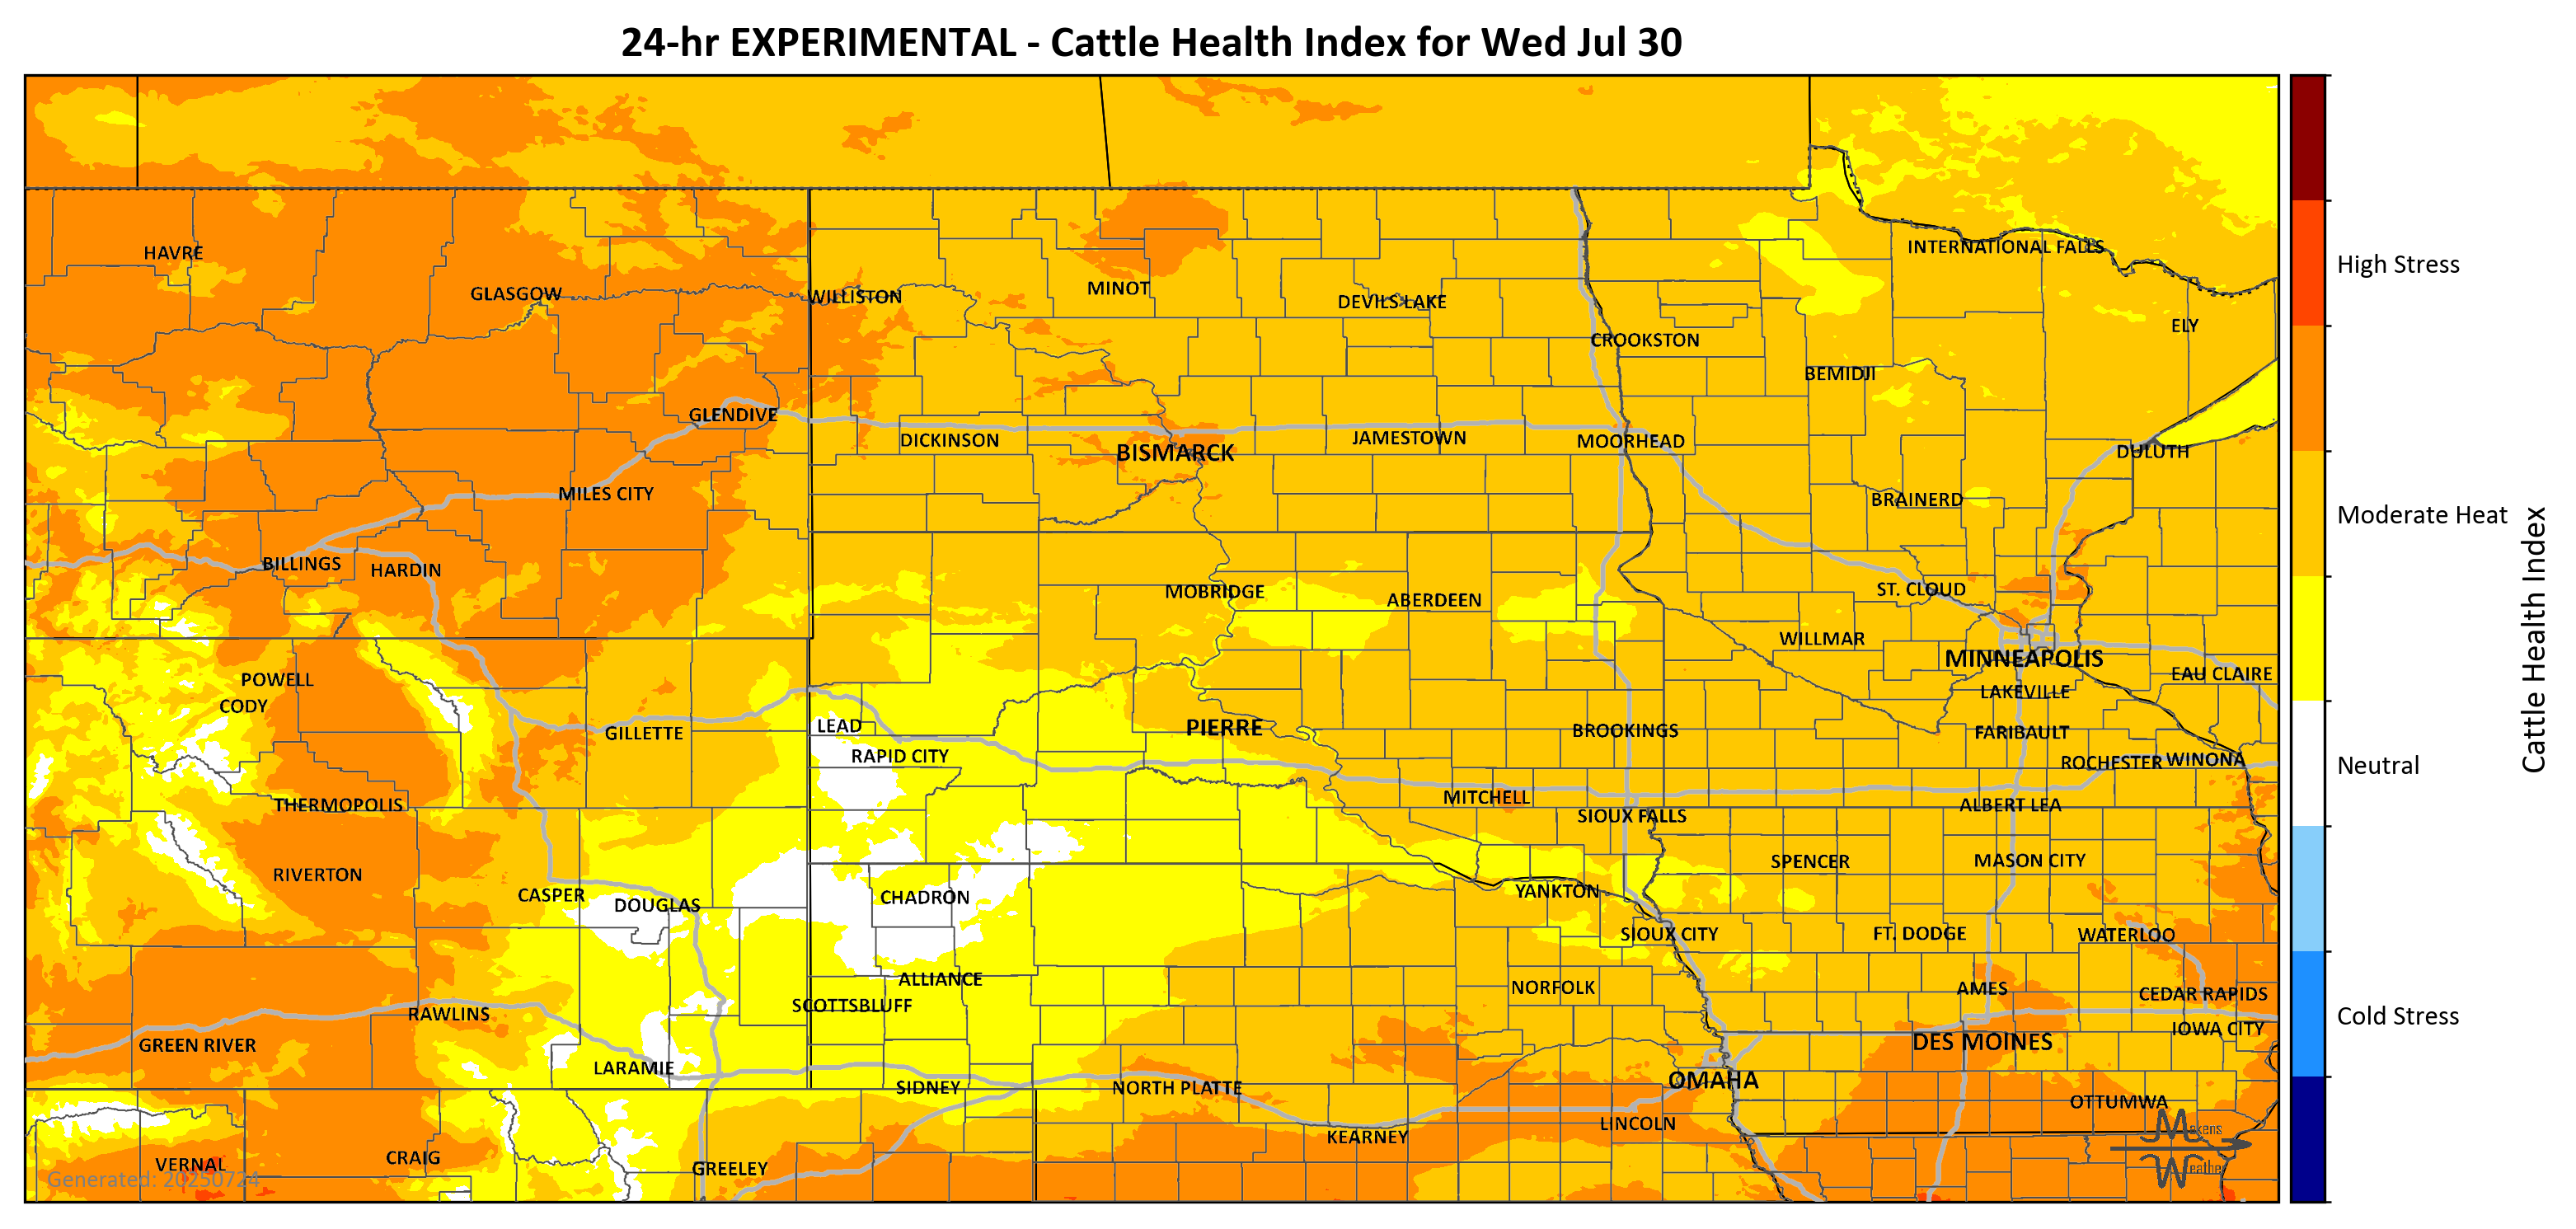 24-hr EXPERIMENTAL - Cattle Health Index for Wed Jul 30
HAVRE
INTERNATIONAL FALLS
GLASGOW
WILLISTON
MINOT
DEVILS LAKE
ELY
CROOKSTON
BEMIDJI
GLENDIVE
DICKINSON
BISMARCK
JAMESTOWN
MOORHEAD
DULUTH
MILES CITY
BRAINERD
BILLINGS
HARDIN
MOBRIDGE
ABERDEEN
ST. CLOUD
WILLMAR
MINNEAPOLIS
EAU CLAIRE
POWELL
CODY
LAKEVILLE
GILLETTE
LEAD
PIERRE
BROOKINGS
FARIBAULT
RAPID CITY
ROCHESTER
WINONA
THERMOPOLIS
MITCHELL
SIOUX FALLS
ALBERT LEA
RIVERTON
SPENCER
MASON CITY
CASPER
DOUGLAS
CHADRON
YANKTON
SIOUX CITY
FT. DODGE
WATERLOO
ALLIANCE
NORFOLK
AMES
CEDAR RAPIDS
SCOTTSBLUFF
RAWLINS
GREEN RIVER
DES MOINES
IOWA CITY
LARAMIE
SIDNEY
NORTH PLATTE
OMAHA
OTTUMWA
LINCOLN
KEARNEY
VERNAL
CRAIG
GREELEY
Generated: 20250724
Makens
Weather
High Stress
Moderate Heat
Neutral
Cold Stress
Cattle Health Index